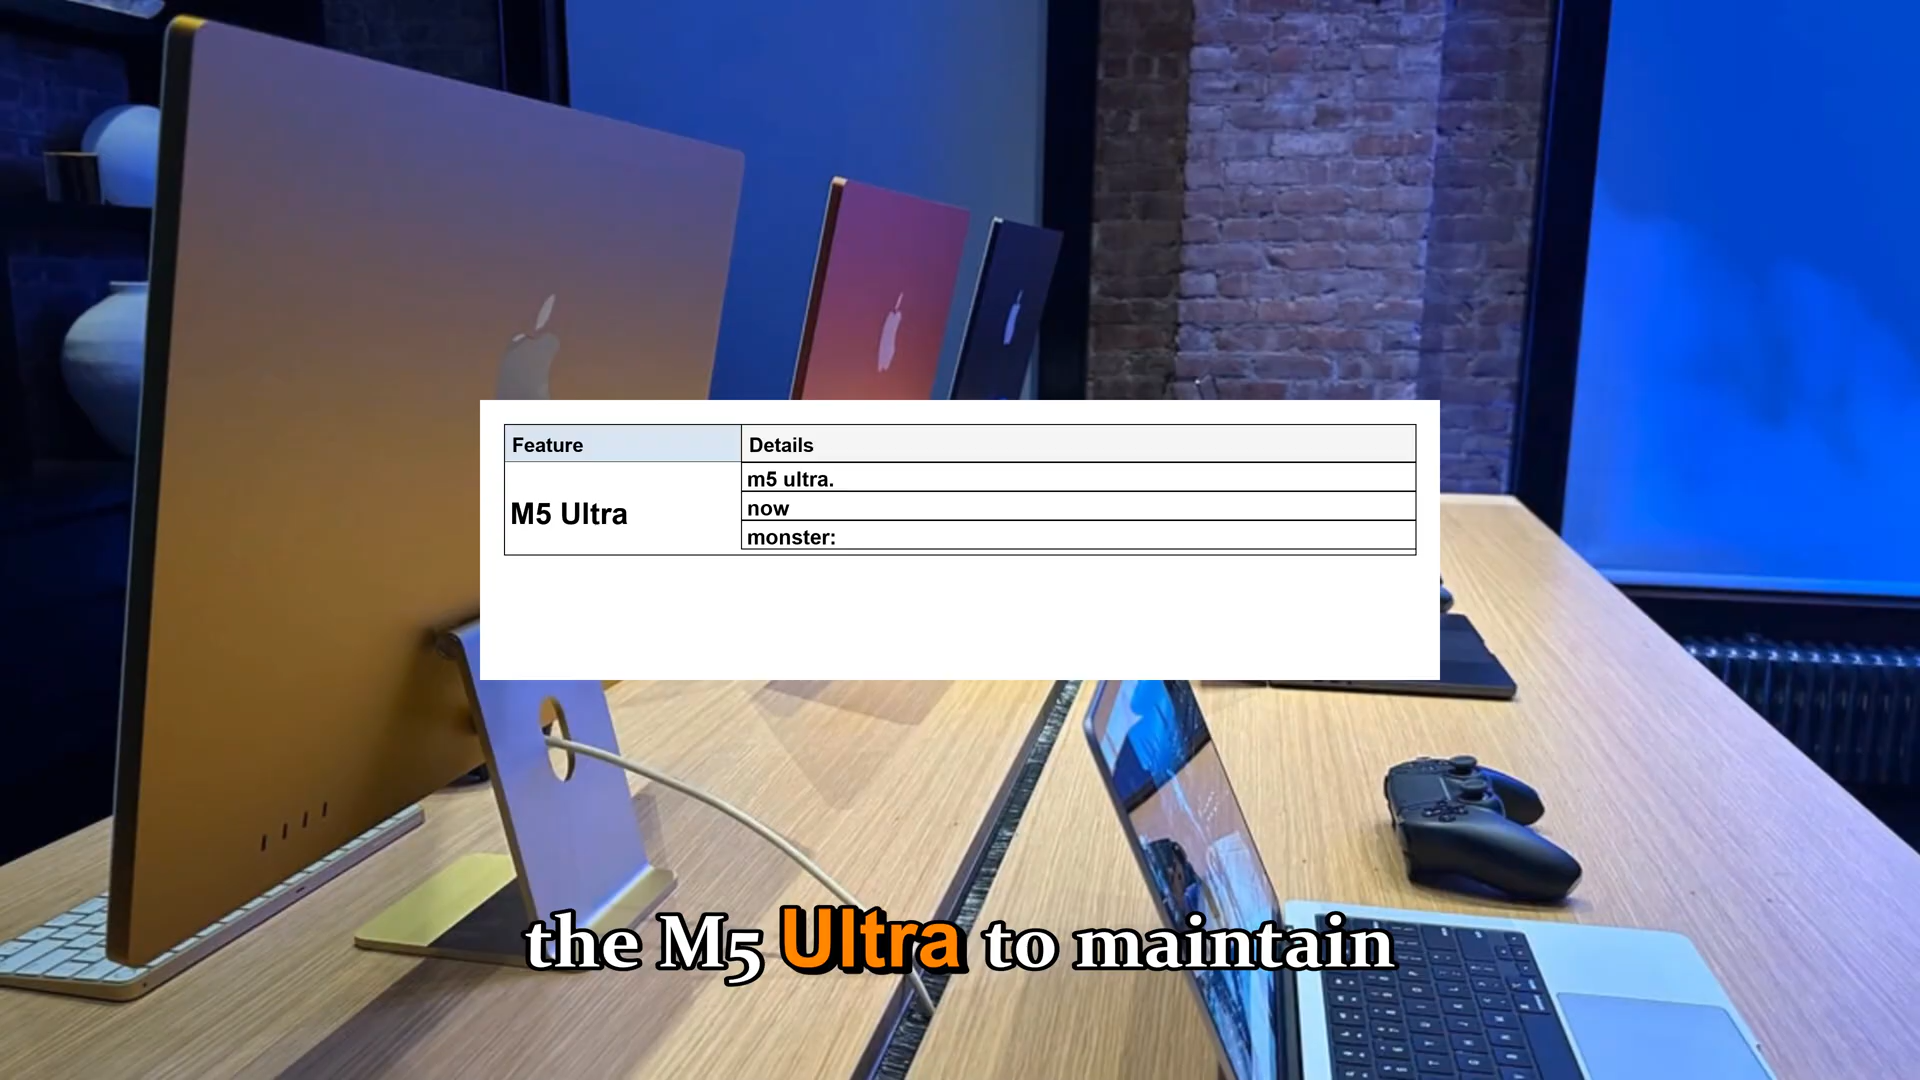 Feature
Details
M5 Ultra
m5 ultra.
now
monster:
the M5 Ultra to maintain